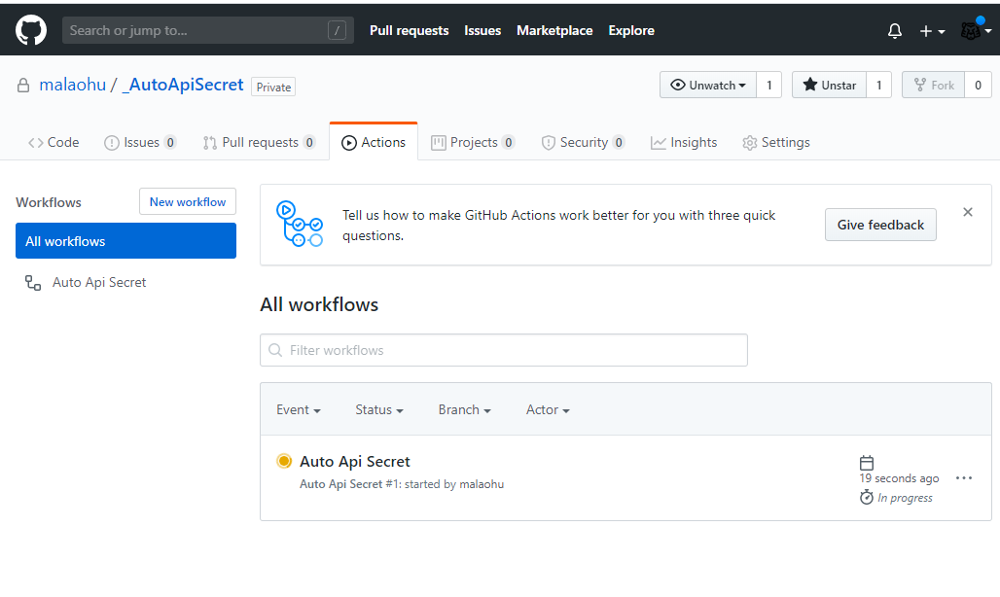 Search or jump to... / Pull requests Issues Marketplace Explore
malaohu / _AutoApiSecret Private Unwatch 1 Unstar 1 Fork 0
Code Issues 0 Pull requests 0 Actions Projects 0 Security 0 Insights Settings
Workflows New workflow
All workflows
Auto Api Secret
Tell us how to make GitHub Actions work better for you with three quick
questions.
Give feedback
All workflows
Filter workflows
Event Status Branch Actor
Auto Api Secret
Auto Api Secret #1: started by malaohu
19 seconds ago
In progress